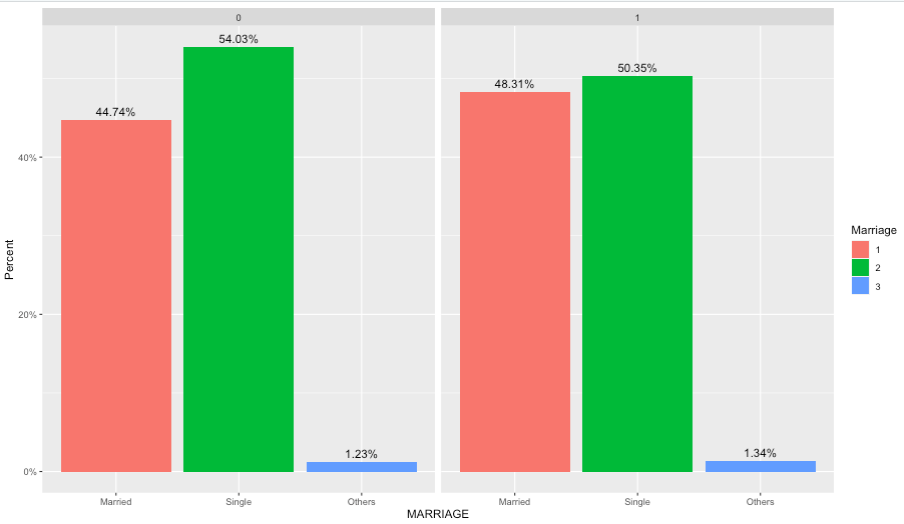 0
1
54.03%
50.35%
48.31%
44.74%
40%
Marriage
1
Percent
2
3
20%
1.23%
1.34%
0%
Married
Single
Others
Married
Single
Others
MARRIAGE